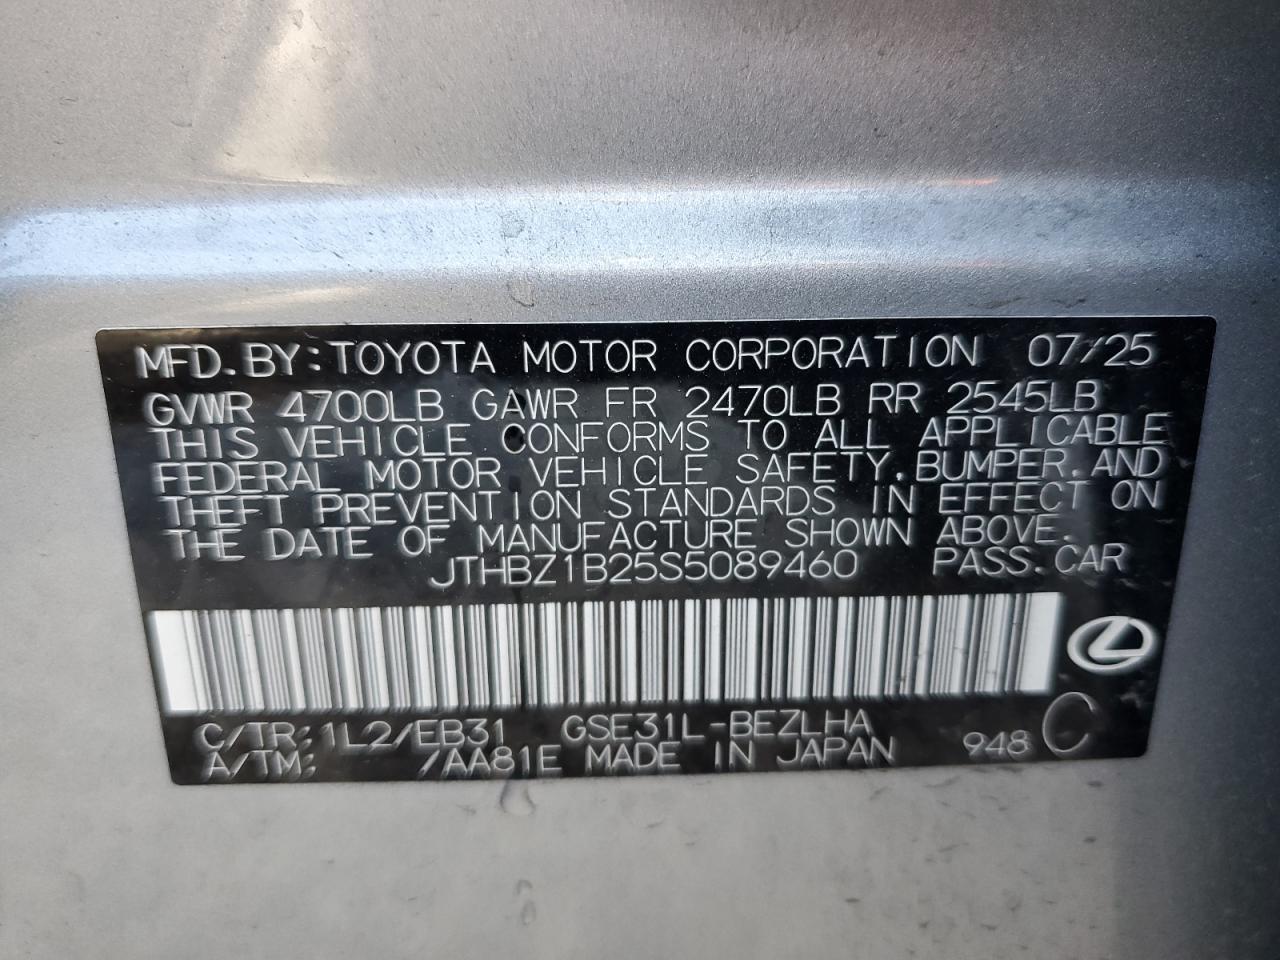 MFD. BY: TOYOTA MOTOR CORPORATION 07/25
GVWR 4700LB GAWR FR 2470LB RR 2545LB
THIS VEHICLE CONFORMS TO ALL APPLICABLE
FEDERAL MOTOR VEHICLE SAFETY, BUMPER, AND
THEFT PREVENTION STANDARDS IN EFFECT ON
THE DATE OF MANUFACTURE SHOWN ABOVE.
JTHBZ1B25S5089460 PASS. CAR
C/TR: 1L2/EB31 GSE31L-BEZLHA
A/TM: /AA81E MADE IN JAPAN 948 C